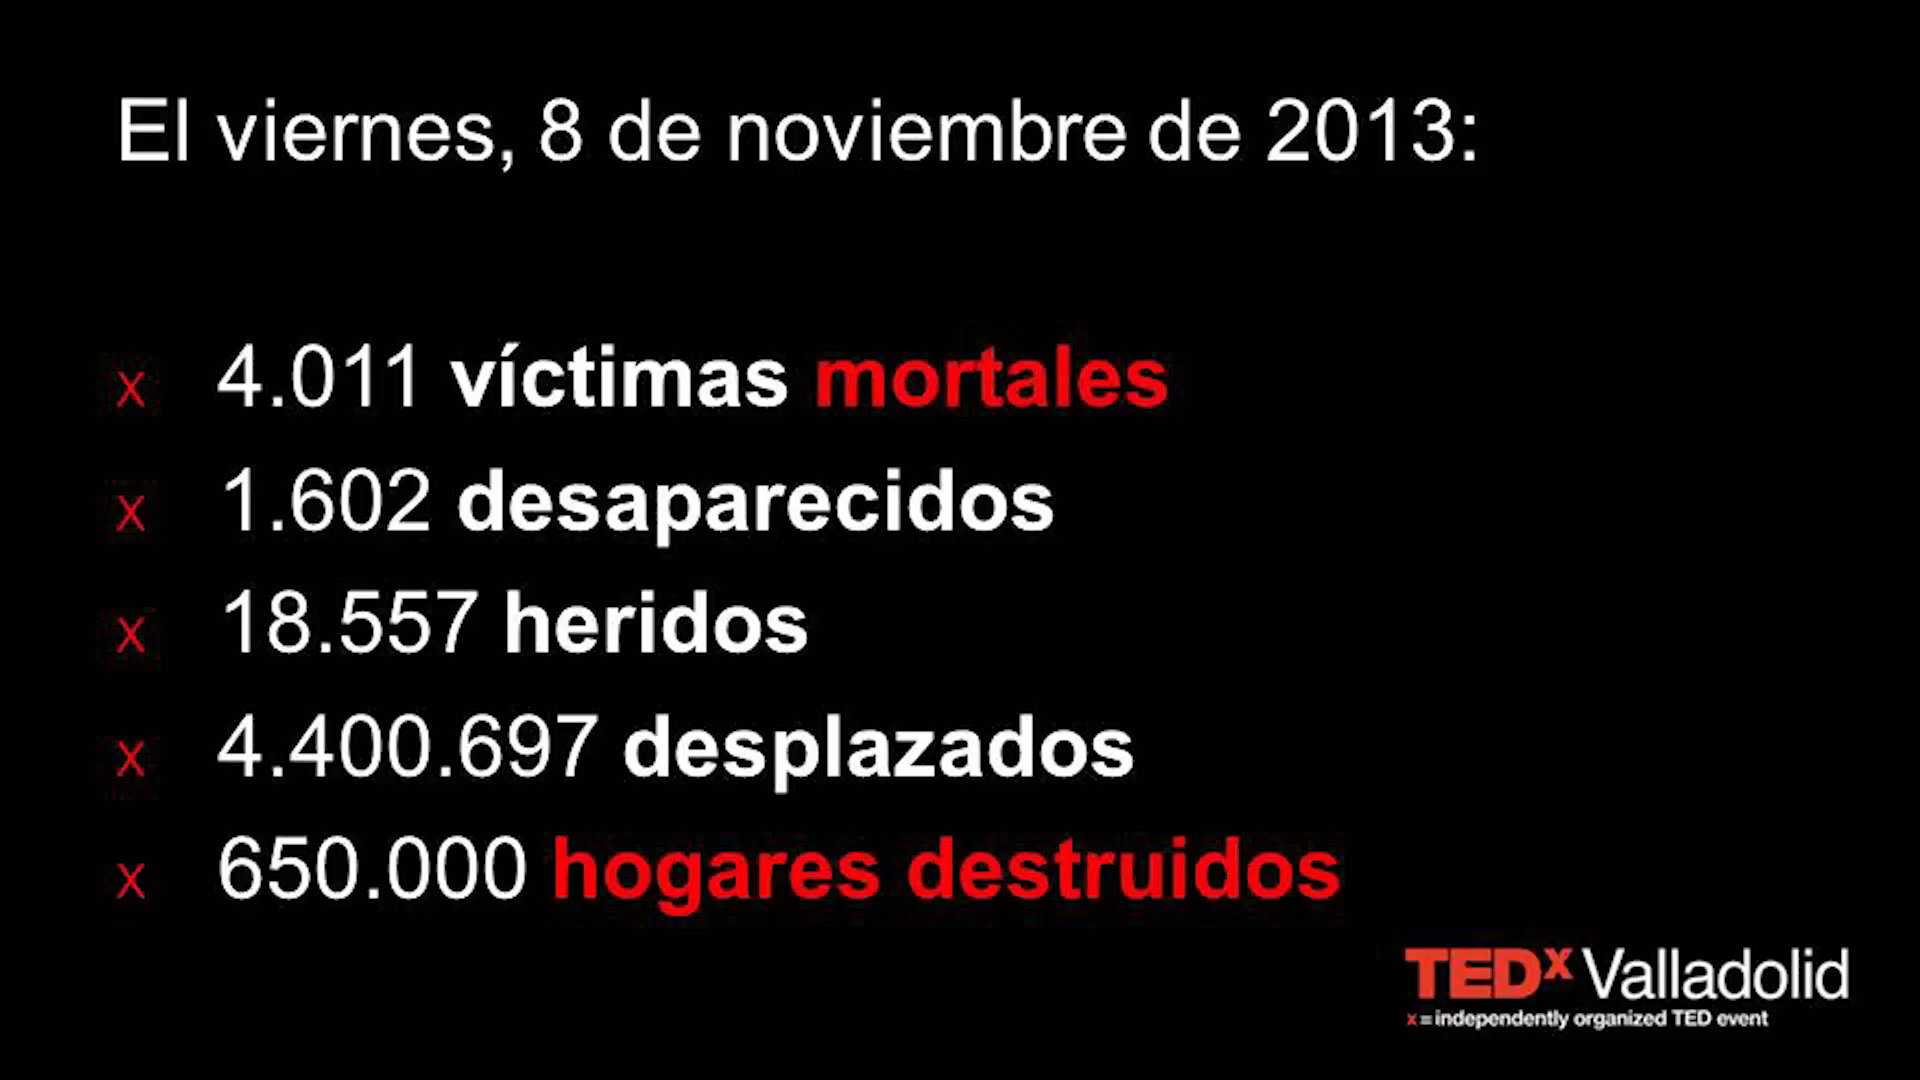 El viernes, 8 de noviembre de 2013:
x 4.011 víctimas mortales
x 1.602 desaparecidos
x 18.557 heridos
x 4.400.697 desplazados
x 650.000 hogares destruidos
TEDx Valladolid
x = independently organized TED event